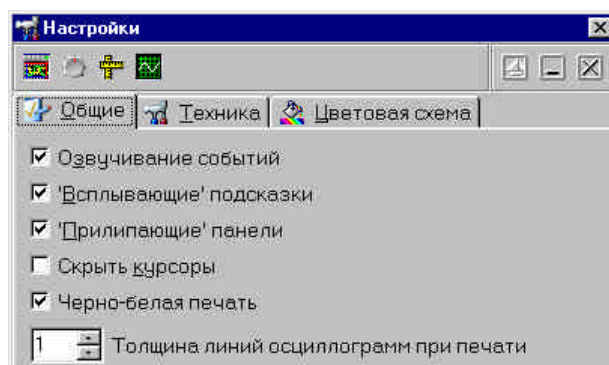 Настройки
Общие Техника Цветовая схема
Озвучивание событий
'Всплывающие' подсказки
'Прилипающие' панели
Скрыть курсоры
Черно-белая печать
1 Толщина линий осциллограмм при печати